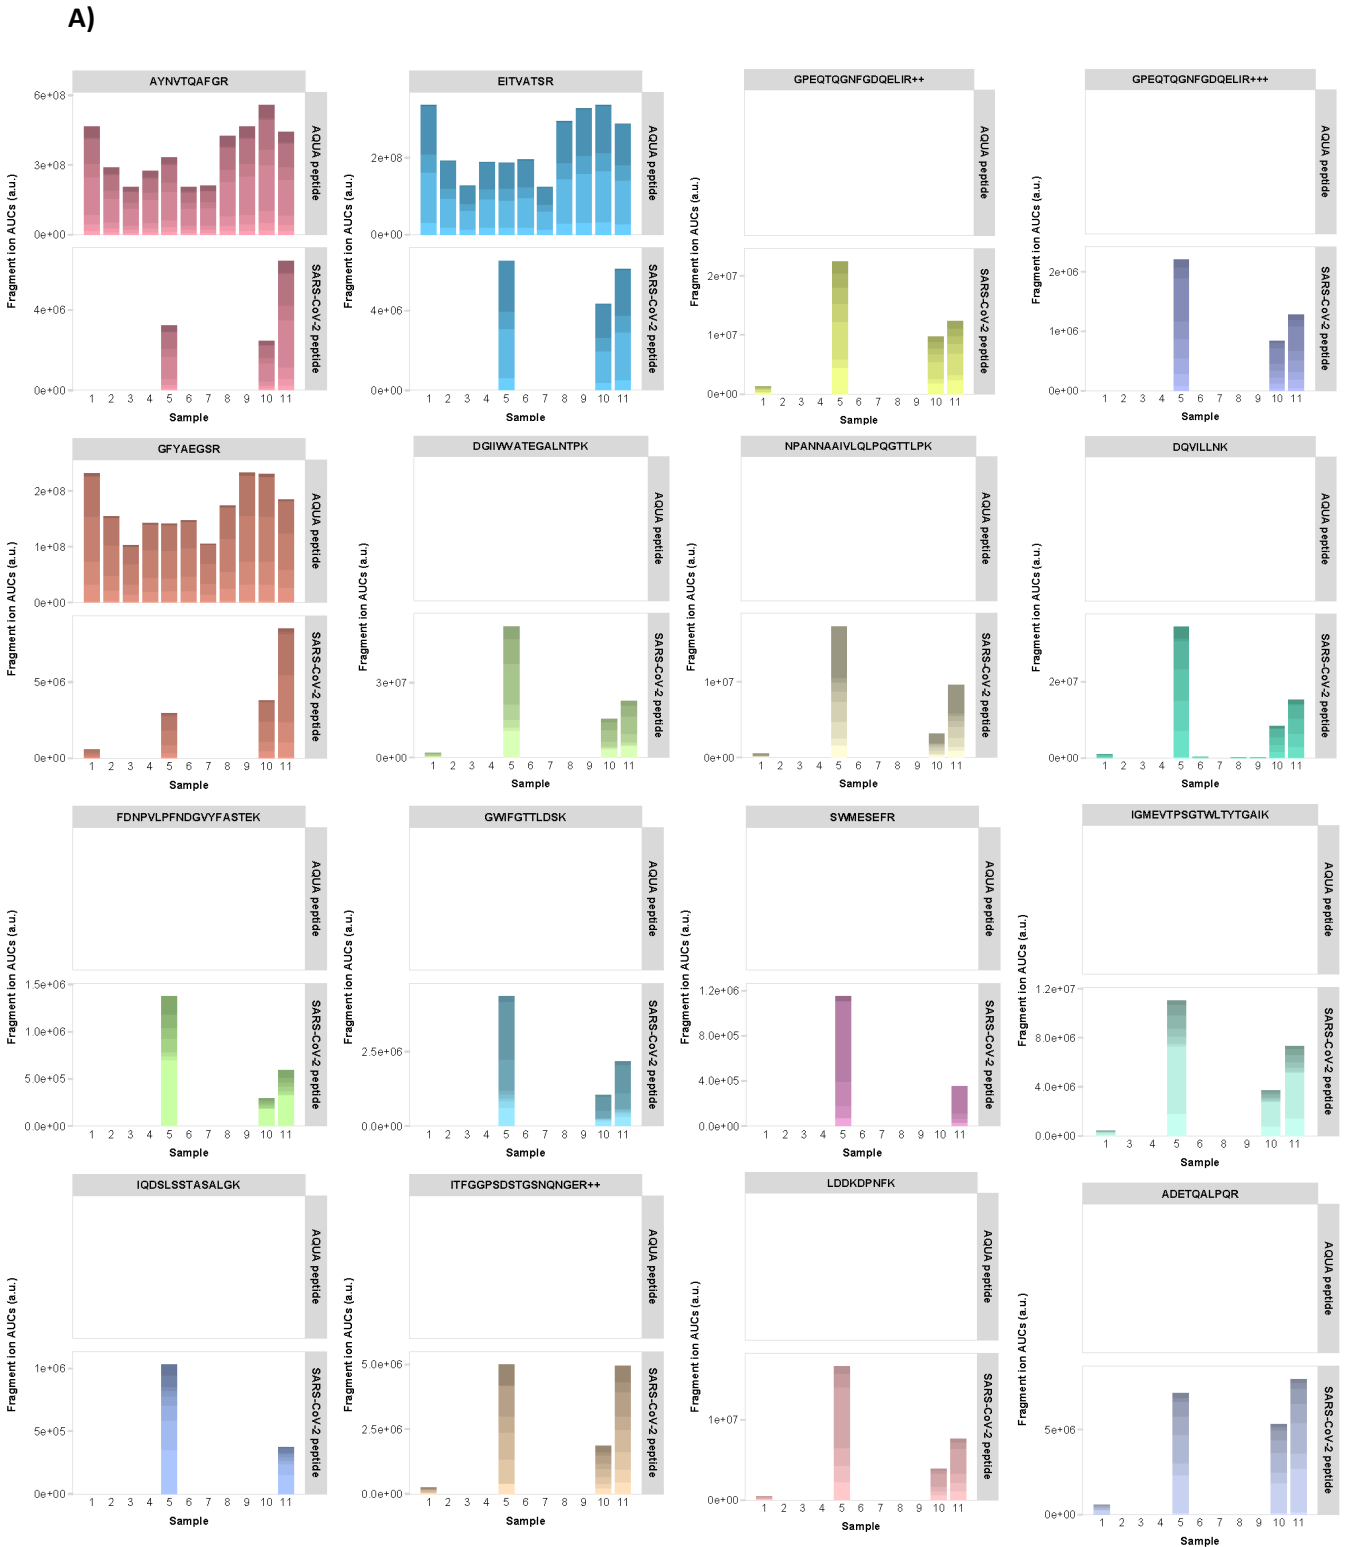 A)
AYNVTQAFGR
6e+08
3e+08
0e+00
AQUA peptide
4e+06
0e+00
SARS-CoV-2 peptide
Fragment ion AUCs (a.u.)
1 2 3 4 5 6 7 8 9 10 11
Sample
EITVATSR
2e+08
0e+00
AQUA peptide
4e+06
0e+00
SARS-CoV-2 peptide
Fragment ion AUCs (a.u.)
1 2 3 4 5 6 7 8 9 10 11
Sample
GPEQTQGNFGDQELIR++
AQUA peptide
2e+07
1e+07
0e+00
SARS-CoV-2 peptide
Fragment ion AUCs (a.u.)
1 2 3 4 5 6 7 8 9 10 11
Sample
GPEQTQGNFGDQELIR+++
AQUA peptide
2e+06
1e+06
0e+00
SARS-CoV-2 peptide
Fragment ion AUCs (a.u.)
1 2 3 4 5 6 7 8 9 10 11
Sample
GFYAEGSR
2e+08
1e+08
0e+00
AQUA peptide
5e+06
0e+00
SARS-CoV-2 peptide
Fragment ion AUCs (a.u.)
1 2 3 4 5 6 7 8 9 10 11
Sample
DGIIWVATEGALNTPK
AQUA peptide
3e+07
0e+00
SARS-CoV-2 peptide
Fragment ion AUCs (a.u.)
1 2 3 4 5 6 7 8 9 10 11
Sample
NPANNAAIVLQLPQGTTLPK
AQUA peptide
1e+07
0e+00
SARS-CoV-2 peptide
Fragment ion AUCs (a.u.)
1 2 3 4 5 6 7 8 9 10 11
Sample
DQVILLNK
AQUA peptide
2e+07
0e+00
SARS-CoV-2 peptide
Fragment ion AUCs (a.u.)
1 2 3 4 5 6 7 8 9 10 11
Sample
FDNPVLPFNDGVYFASTEK
AQUA peptide
1.5e+06
1.0e+06
5.0e+05
0.0e+00
SARS-CoV-2 peptide
Fragment ion AUCs (a.u.)
1 2 3 4 5 6 7 8 9 10 11
Sample
GWIFGTTLDSK
AQUA peptide
2.5e+06
0.0e+00
SARS-CoV-2 peptide
Fragment ion AUCs (a.u.)
1 2 3 4 5 6 7 8 9 10 11
Sample
SWMESEFR
AQUA peptide
1.2e+06
8.0e+05
4.0e+05
0.0e+00
SARS-CoV-2 peptide
Fragment ion AUCs (a.u.)
1 2 3 4 5 6 7 8 9 10 11
Sample
IGMEVTPSGTWLTYTGAIK
AQUA peptide
1.2e+07
8.0e+06
4.0e+06
0.0e+00
SARS-CoV-2 peptide
Fragment ion AUCs (a.u.)
1 3 4 5 6 8 9 10 11
Sample
IQDSLSSTASALGK
AQUA peptide
1e+06
5e+05
0e+00
SARS-CoV-2 peptide
Fragment ion AUCs (a.u.)
1 2 3 4 5 6 7 8 9 10 11
Sample
ITFGGPSDSTGSNQNGER++
AQUA peptide
5.0e+06
2.5e+06
0.0e+00
SARS-CoV-2 peptide
Fragment ion AUCs (a.u.)
1 2 3 4 5 6 7 8 9 10 11
Sample
LDDKDPNFK
AQUA peptide
1e+07
0e+00
SARS-CoV-2 peptide
Fragment ion AUCs (a.u.)
1 2 3 4 5 6 7 8 9 10 11
Sample
ADETQALPQR
AQUA peptide
5e+06
0e+00
SARS-CoV-2 peptide
Fragment ion AUCs (a.u.)
1 2 3 4 5 6 7 8 9 10 11
Sample